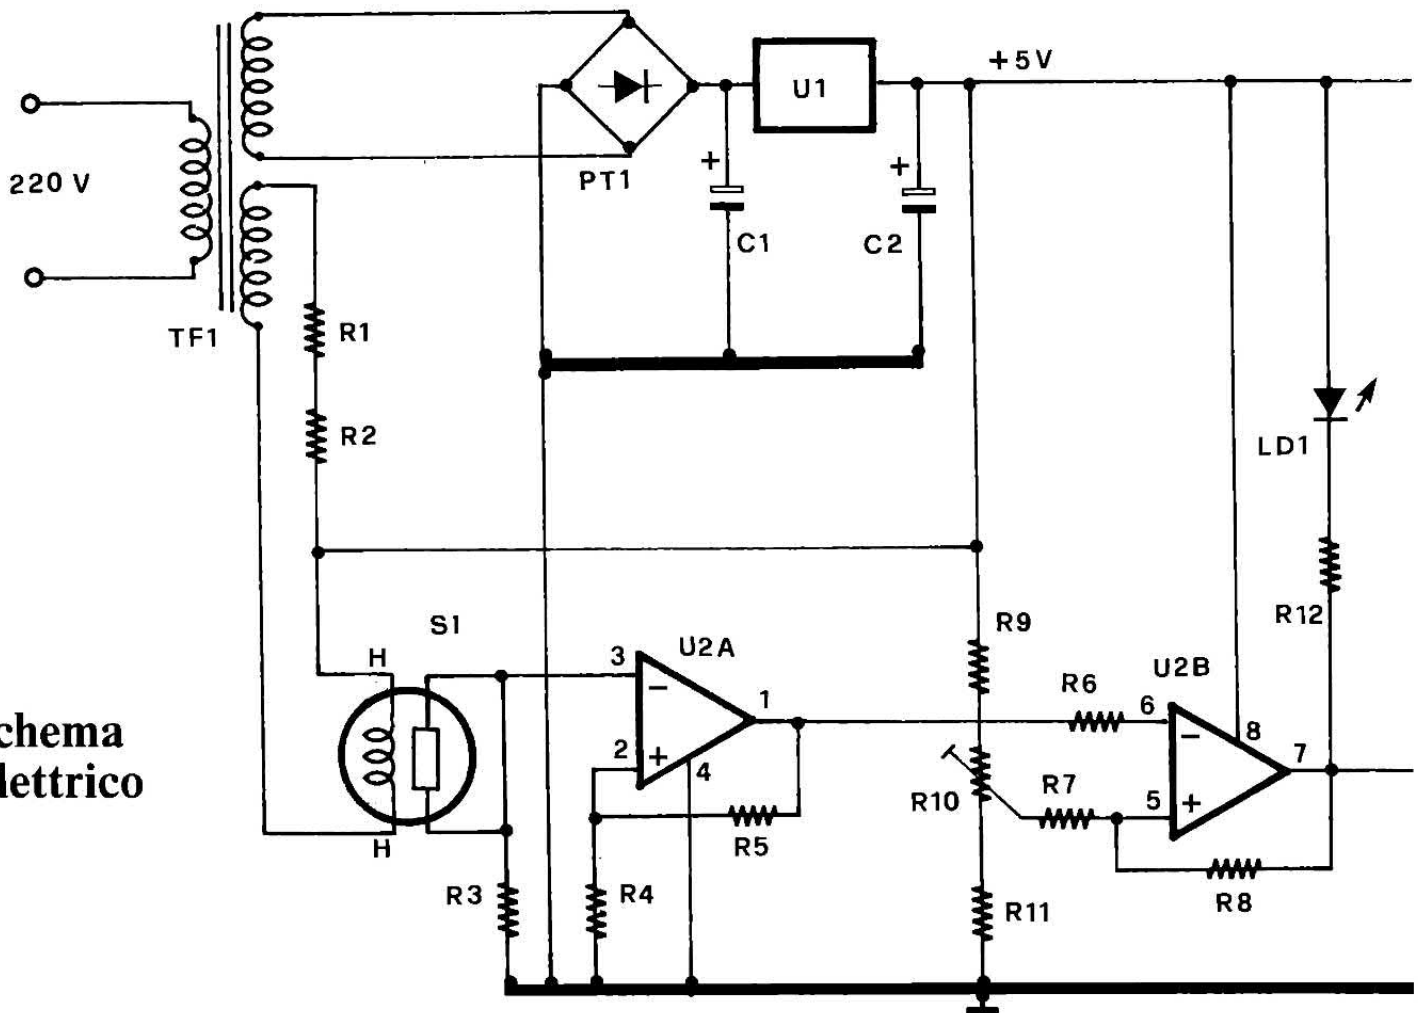 +5V
U1
220 V
PT1
+
+
C1
C2
TF1
R1
R2
LD1
R12
S1
R9
H
3
U2A
U2B
R6
−
1
6
−
8
7
chema
lettrico
2
+
4
R10
R7
5
+
R5
H
R3
R4
R11
R8